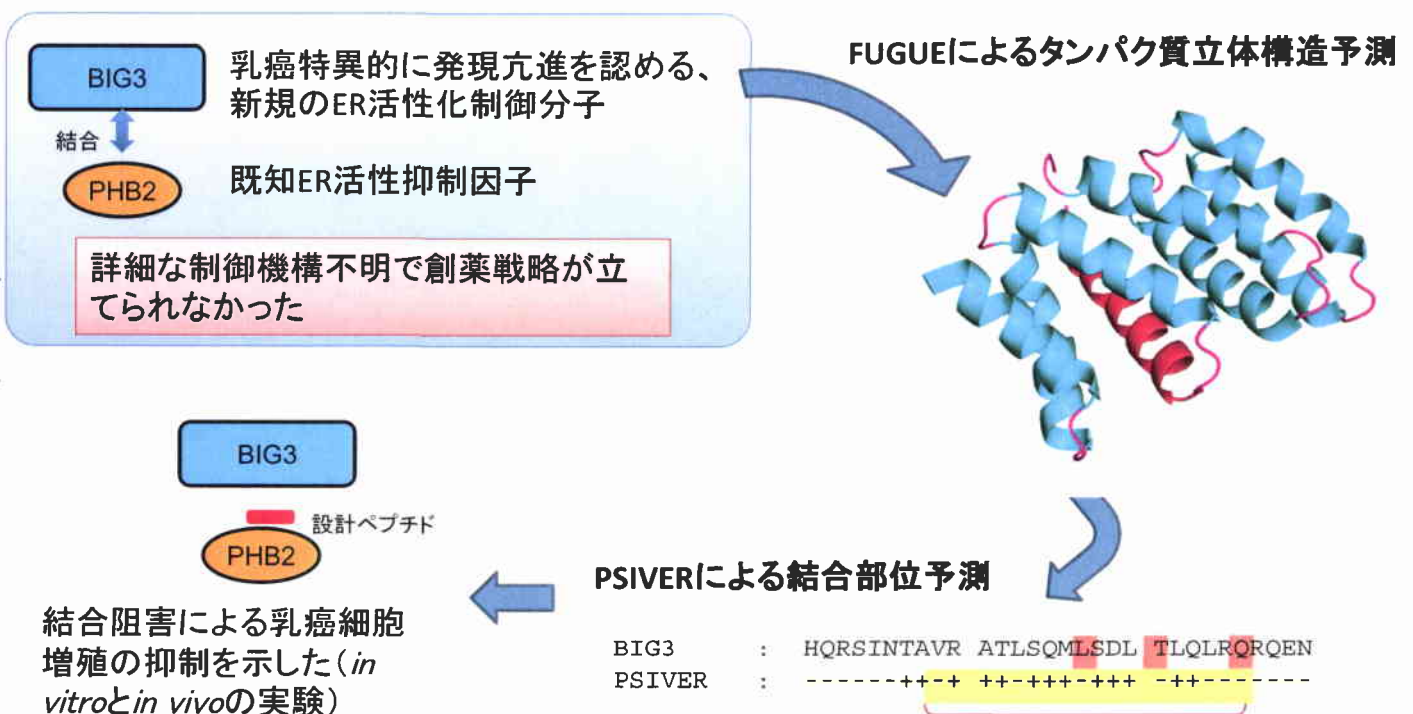 BIG3
乳癌特異的に発現亢進を認める、
新規のER活性化制御分子
結合
PHB2
既知ER活性抑制因子
詳細な制御機構不明で創薬戦略が立
てられなかった
FUGUEによるタンパク質立体構造予測
PSIVERによる結合部位予測
BIG3 : HQRSINTAVR ATLSQMLSDL TLQLRQRQEN
PSIVER : ------++-+ ++-+++-+++ -++-------
BIG3
設計ペプチド
PHB2
結合阻害による乳癌細胞
増殖の抑制を示した（in
vitroとin vivoの実験）